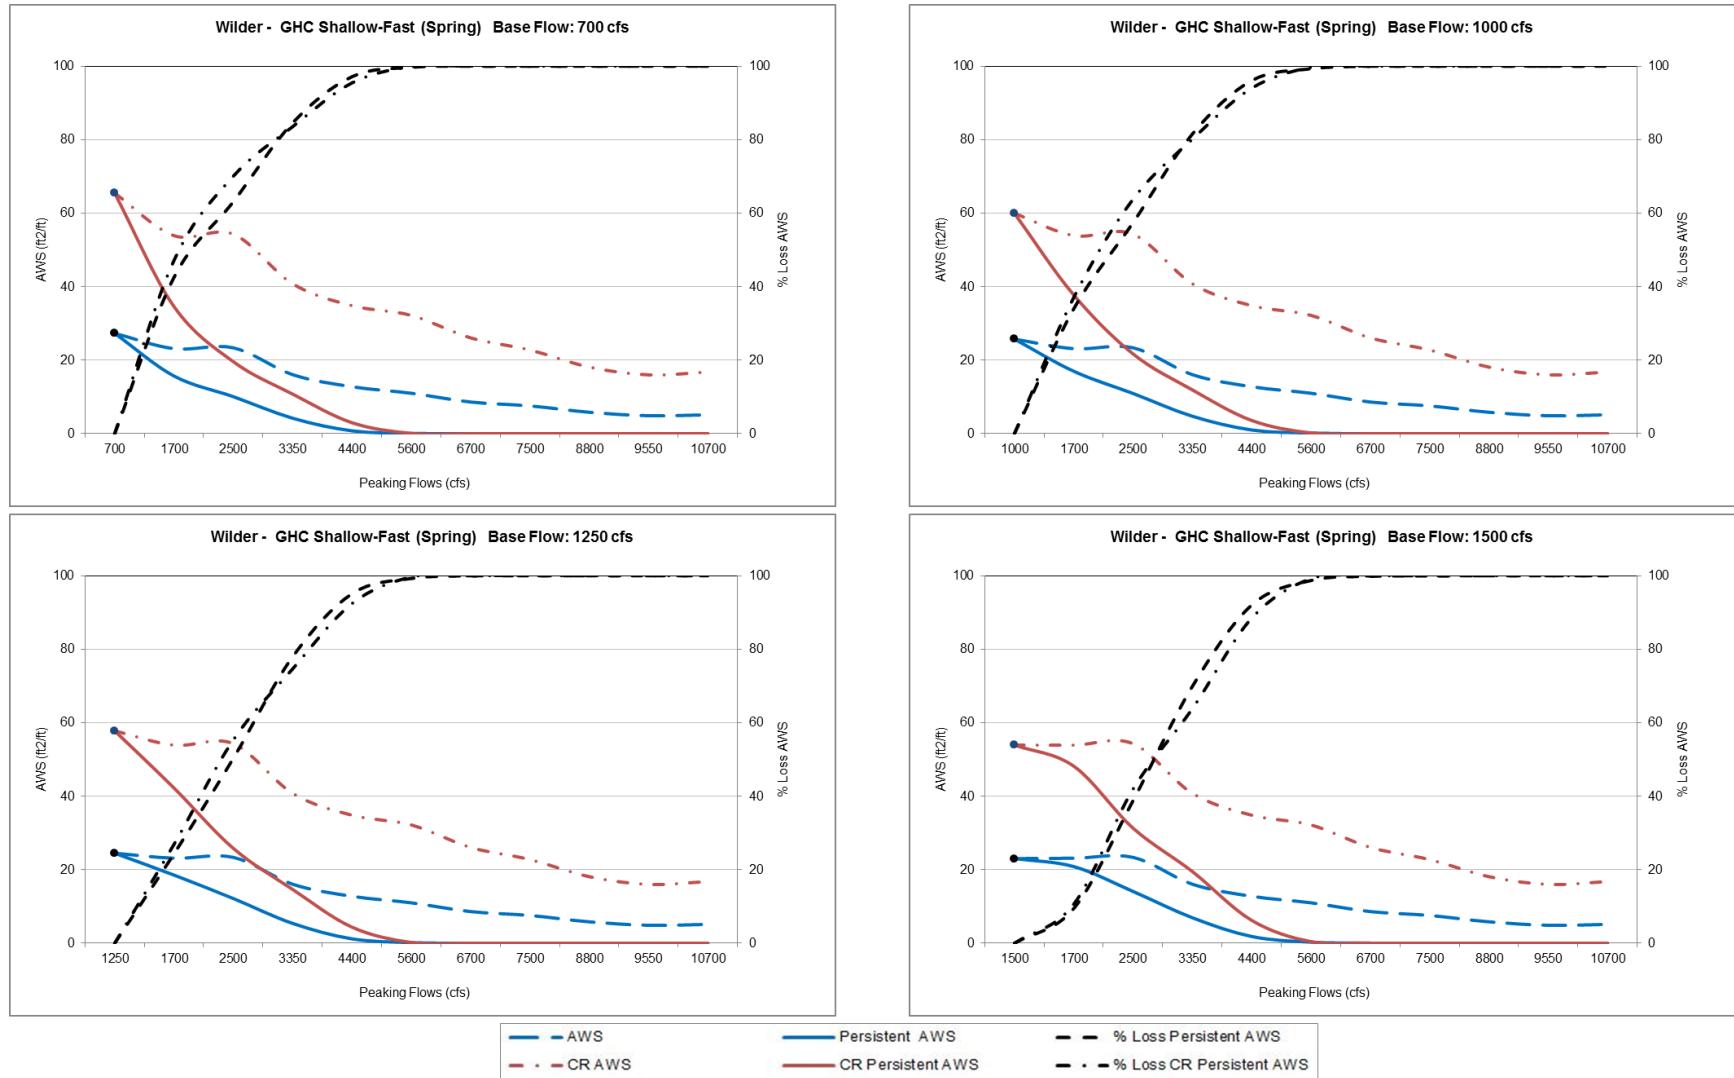 Wilder - GHC Shallow-Fast (Spring) Base Flow: 700 cfs
100
80
60
40
20
0
AWS (ft2/ft)
100
80
60
40
20
0
% Loss AWS
700 1700 2500 3350 4400 5600 6700 7500 8800 9550 10700
Peaking Flows (cfs)
Wilder - GHC Shallow-Fast (Spring) Base Flow: 1000 cfs
100
80
60
40
20
0
AWS (ft2/ft)
100
80
60
40
20
0
% Loss AWS
1000 1700 2500 3350 4400 5600 6700 7500 8800 9550 10700
Peaking Flows (cfs)
Wilder - GHC Shallow-Fast (Spring) Base Flow: 1250 cfs
100
80
60
40
20
0
AWS (ft2/ft)
100
80
60
40
20
0
% Loss AWS
1250 1700 2500 3350 4400 5600 6700 7500 8800 9550 10700
Peaking Flows (cfs)
Wilder - GHC Shallow-Fast (Spring) Base Flow: 1500 cfs
100
80
60
40
20
0
AWS (ft2/ft)
100
80
60
40
20
0
% Loss AWS
1500 1700 2500 3350 4400 5600 6700 7500 8800 9550 10700
Peaking Flows (cfs)
AWS Persistent AWS % Loss Persistent AWS
CR AWS CR Persistent AWS % Loss CR Persistent AWS